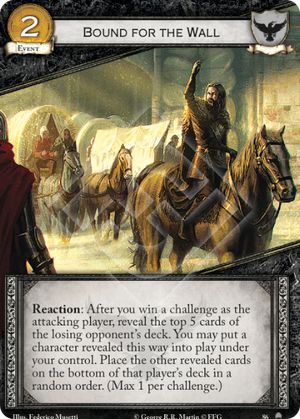 2
BOUND FOR THE WALL
EVENT
Reaction: After you win a challenge as the
attacking player, reveal the top 5 cards of
the losing opponent's deck. You may put a
character revealed this way into play under
your control. Place the other revealed cards
on the bottom of that player's deck in a
random order. (Max 1 per challenge.)
Illus. Federico Musetti
© George R.R. Martin © FFG
86